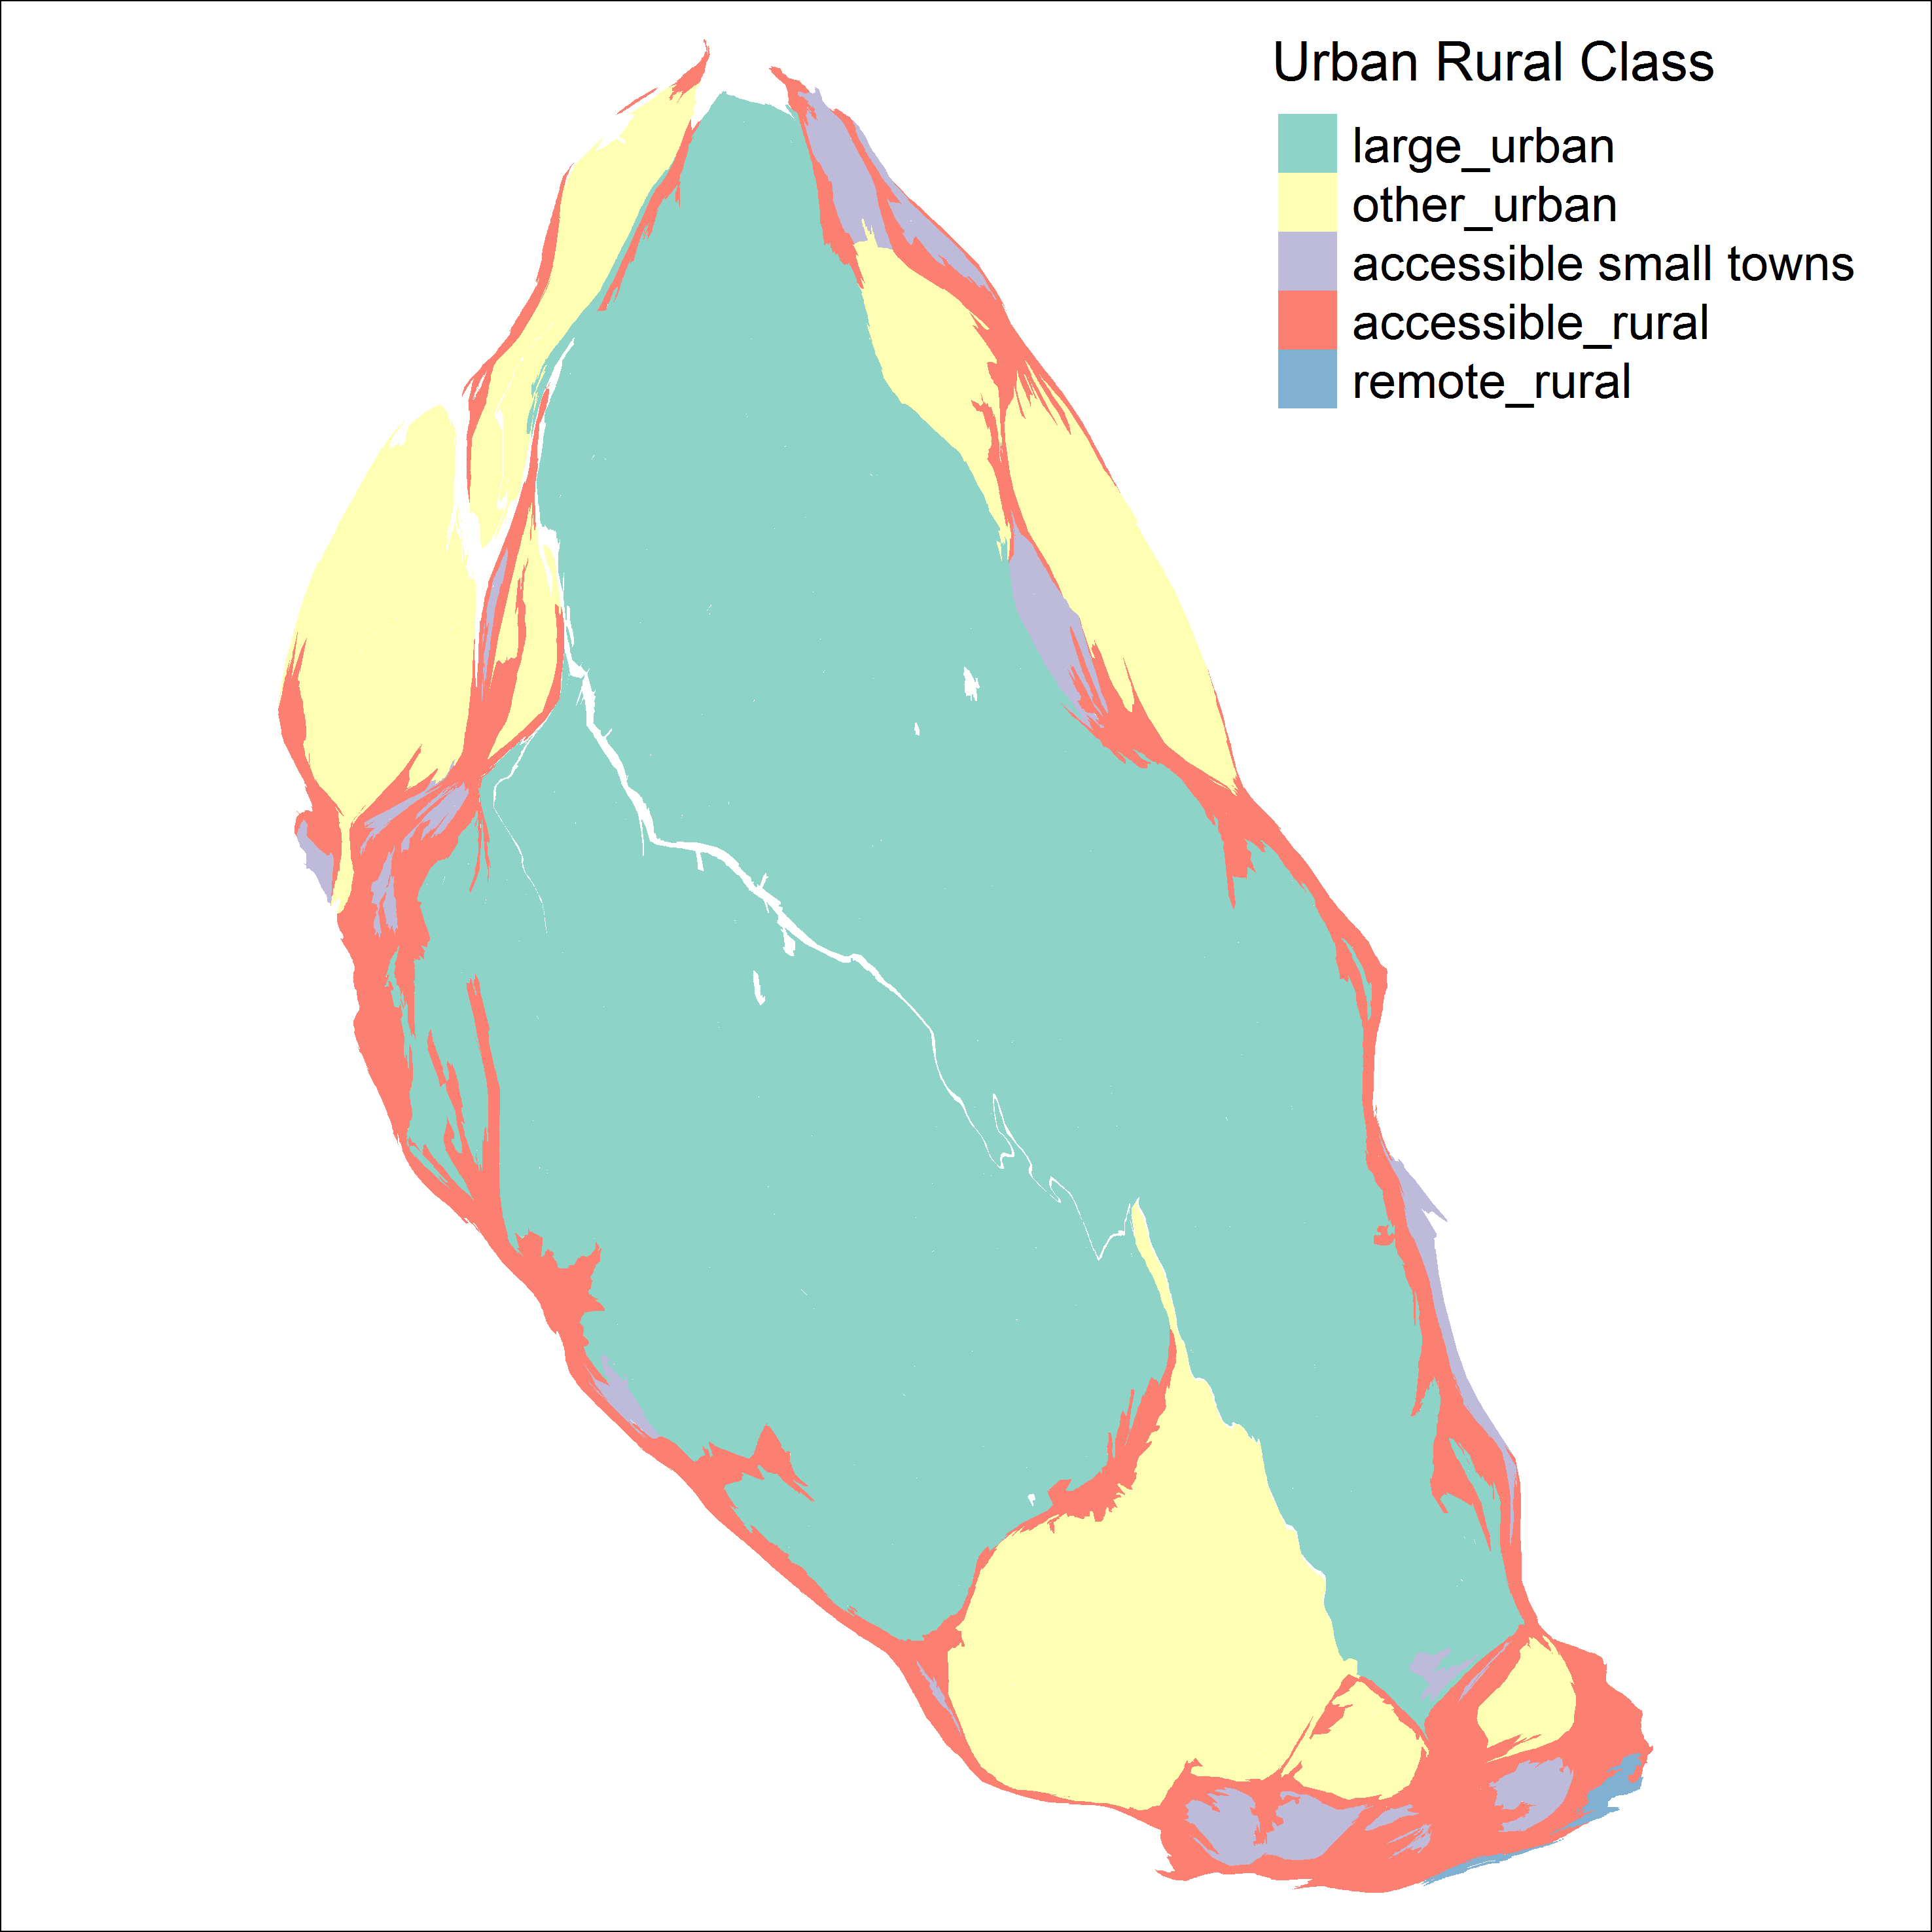 Urban Rural Class
large_urban
other_urban
accessible small towns
accessible_rural
remote_rural